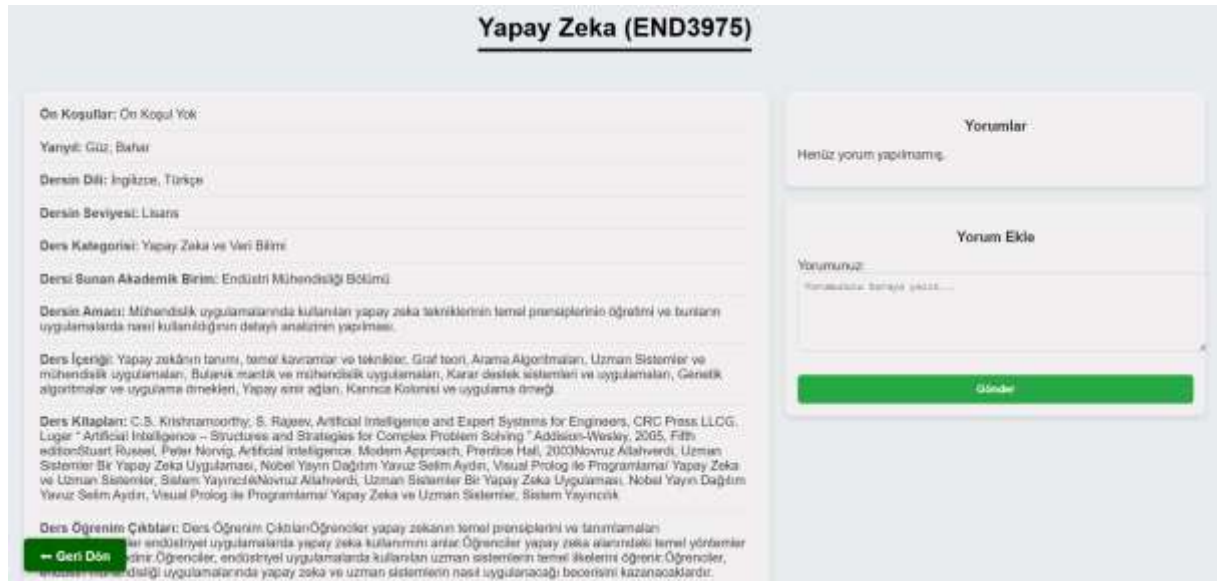 Yapay Zeka (END3975)
Ön Koşullar: Ön Koşul Yok
Yarıyıl: Güz, Bahar
Dersin Dili: İngilizce, Türkçe
Dersin Seviyesi: Lisans
Ders Kategorisi: Yapay Zeka ve Veri Bilimi
Dersi Sunan Akademik Birim: Endüstri Mühendisliği Bölümü
Dersin Amacı: Mühendislik uygulamalarında kullanılan yapay zeka tekniklerinin temel prensiplerinin öğretimi ve bunların
uygulamalarda nasıl kullanıldığının detaylı analizinin yapılması.
Ders İçeriği: Yapay zekânın tanımı, temel kavramlar ve teknikler, Graf teori, Arama Algoritmaları, Uzman Sistemler ve
mühendislik uygulamaları, Bulanık mantık ve mühendislik uygulamaları, Karar destek sistemleri ve uygulamaları, Genetik
algoritmalar ve uygulama örnekleri, Yapay sinir ağları, Karınca Kolonisi ve uygulama örneği
Ders Kitapları: C.S. Krishnamoorthy, S. Rajeev, Artificial Intelligence and Expert Systems for Engineers, CRC Press LLCG.
Luger " Artificial Intelligence – Structures and Strategies for Complex Problem Solving " Addision-Wesley, 2005, Fifth
editionStuart Russel, Peter Norvig, Artificial Intelligence. Modern Approach, Prentice Hall, 2003Novruz Allahverdi, Uzman
Sistemler Bir Yapay Zeka Uygulaması, Nobel Yayın Dağıtım Yavuz Selim Aydın, Visual Prolog ile Programlama/ Yapay Zeka
ve Uzman Sistemler, Sistem YayıncılıkNovruz Allahverdi, Uzman Sistemler Bir Yapay Zeka Uygulaması, Nobel Yayın Dağıtım
Yavuz Selim Aydın, Visual Prolog ile Programlama/ Yapay Zeka ve Uzman Sistemler, Sistem Yayıncılık
Ders Öğrenim Çıktıları: Ders Öğrenim ÇıktılarıÖğrenciler yapay zekanın temel prensiplerini ve tanımlamaları
er endüstriyel uygulamalarda yapay zeka kullanımını anlar.Öğrenciler yapay zeka alanındaki temel yöntemler
Öğrenciler, endüstriyel uygulamalarda kullanılan uzman sistemlerin temel ilkelerini öğrenir.Öğrenciler,
uygulamalarında yapay zeka ve uzman sistemlerin nasıl uygulanacağı becerisini kazanacaklardır.
← Geri Dön
Yorumlar
Henüz yorum yapılmamış.
Yorum Ekle
Yorumunuz:
Yorumunuzu buraya yazın...
Gönder